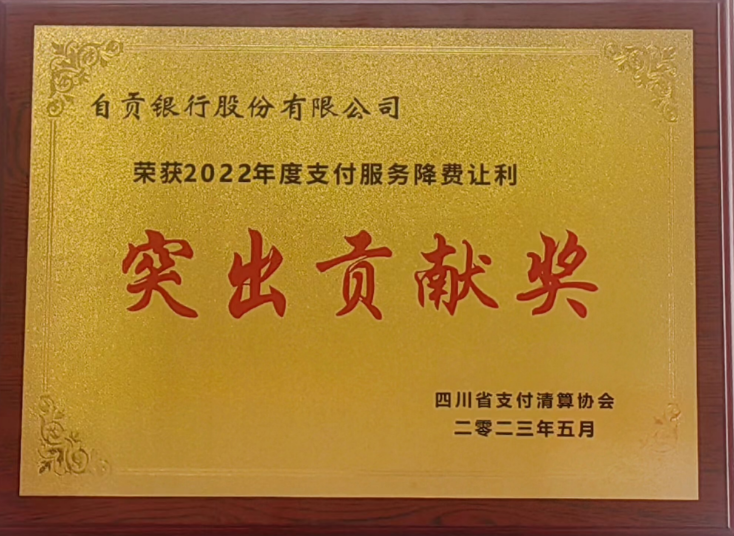 自贡银行股份有限公司
荣获2022年度支付服务降费让利
突出贡献奖
四川省支付清算协会
二零二三年五月